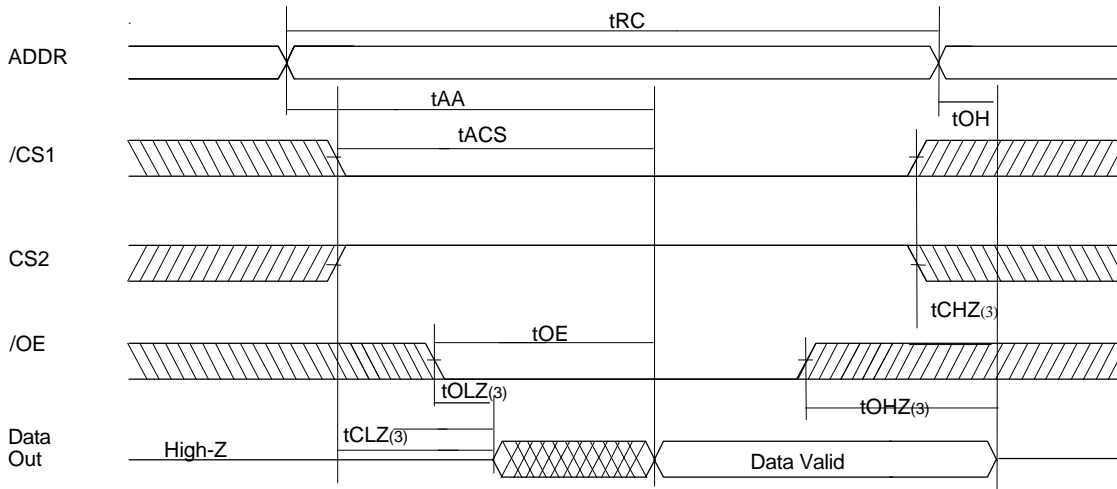 tRC
ADDR
tAA
tOH
tACS
/CS1
CS2
tCHZ(3)
/OE
tOE
tOLZ(3)
tOHZ(3)
tCLZ(3)
Data
Out
High-Z
Data Valid